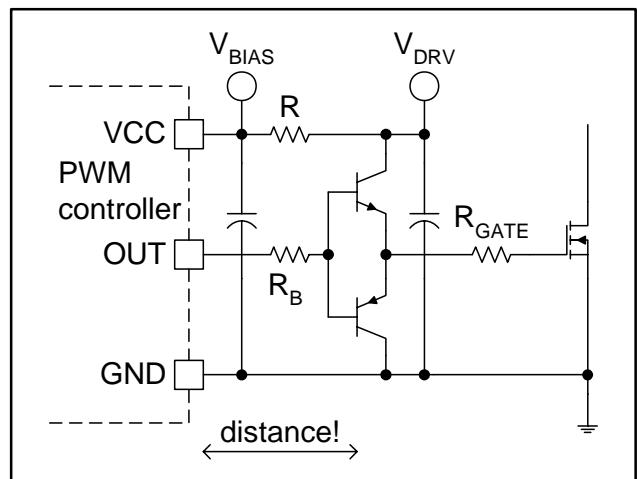 V_BIAS
V_DRV
R
VCC
PWM
controller
R_GATE
OUT
R_B
GND
distance!